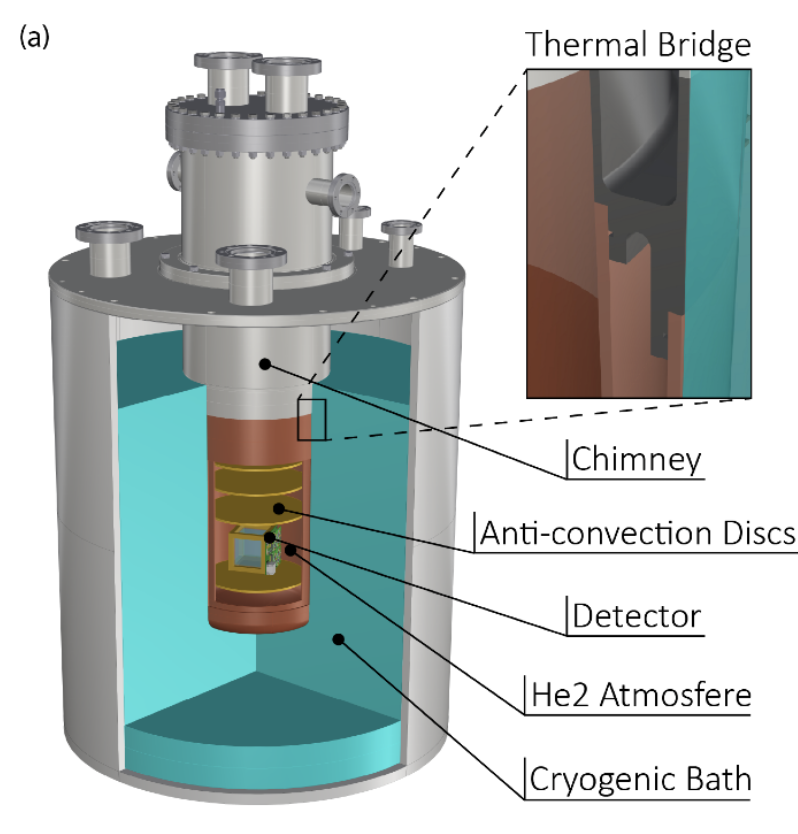 (a)
Thermal Bridge
Chimney
Anti-convection Discs
Detector
He2 Atmosfere
Cryogenic Bath